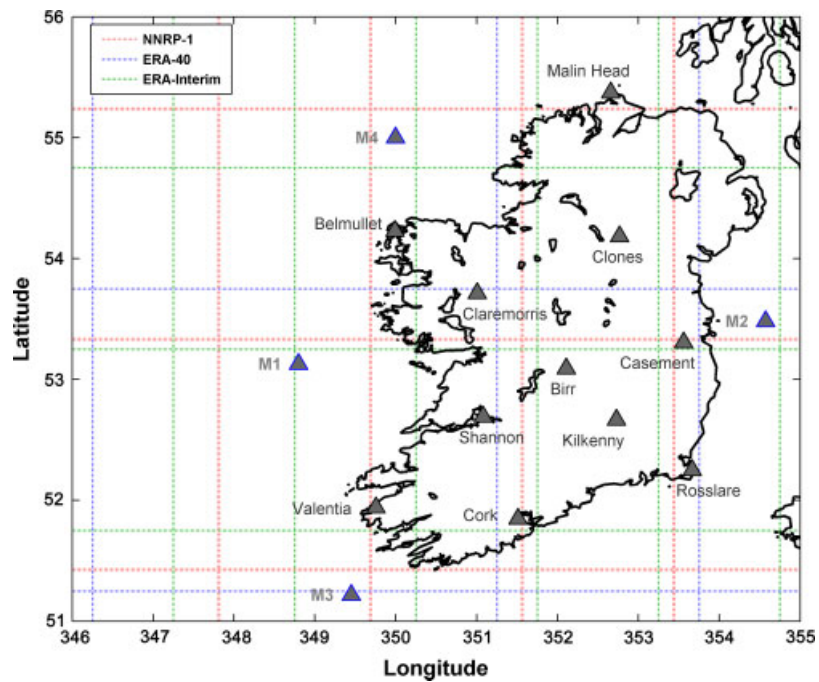 56
NNRP-1
ERA-40
ERA-Interim
Malin Head
55
M4
Belmullet
54
Clones
Claremorris
M2
Casement
53
M1
Birr
Shannon
Kilkenny
Rosslare
52
Valentia
Cork
M3
51
346 347 348 349 350 351 352 353 354 355
Latitude
Longitude